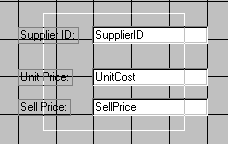 Supplier ID: SupplierID
Unit Price: UnitCost
Sell Price: SellPrice